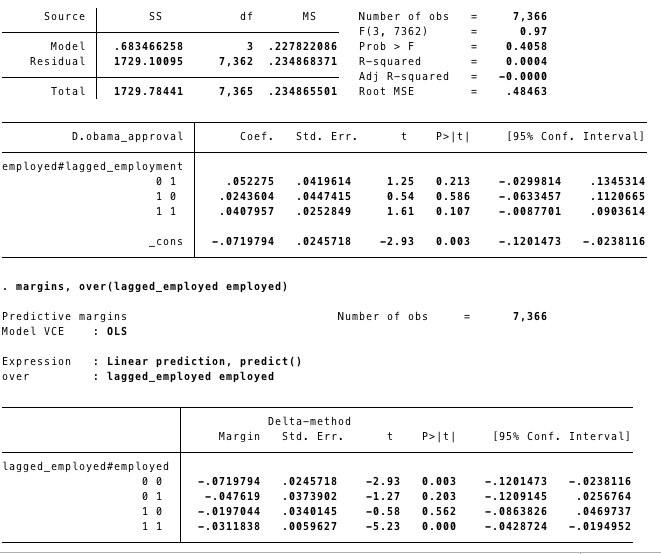 Source SS df MS Number of obs = 7,366
F(3, 7362) = 0.97
Model .683466258 3 .227822086 Prob > F = 0.4058
Residual 1729.10095 7,362 .234868371 R-squared = 0.0004
Adj R-squared = -0.0000
Total 1729.78441 7,365 .234865501 Root MSE = .48463
D.obama_approval Coef. Std. Err. t P>|t| [95% Conf. Interval]
employed#lagged_employment
0 1 .052275 .0419614 1.25 0.213 -.0299814 .1345314
1 0 .0243604 .0447415 0.54 0.586 -.0633457 .1120665
1 1 .0407957 .0252849 1.61 0.107 -.0087701 .0903614
_cons -.0719794 .0245718 -2.93 0.003 -.1201473 -.0238116
. margins, over(lagged_employed employed)
Predictive margins Number of obs = 7,366
Model VCE : OLS
Expression : Linear prediction, predict()
over : lagged_employed employed
Delta-method
Margin Std. Err. t P>|t| [95% Conf. Interval]
lagged_employed#employed
0 0 -.0719794 .0245718 -2.93 0.003 -.1201473 -.0238116
0 1 -.047619 .0373902 -1.27 0.203 -.1209145 .0256764
1 0 -.0197044 .0340145 -0.58 0.562 -.0863826 .0469737
1 1 -.0311838 .0059627 -5.23 0.000 -.0428724 -.0194952